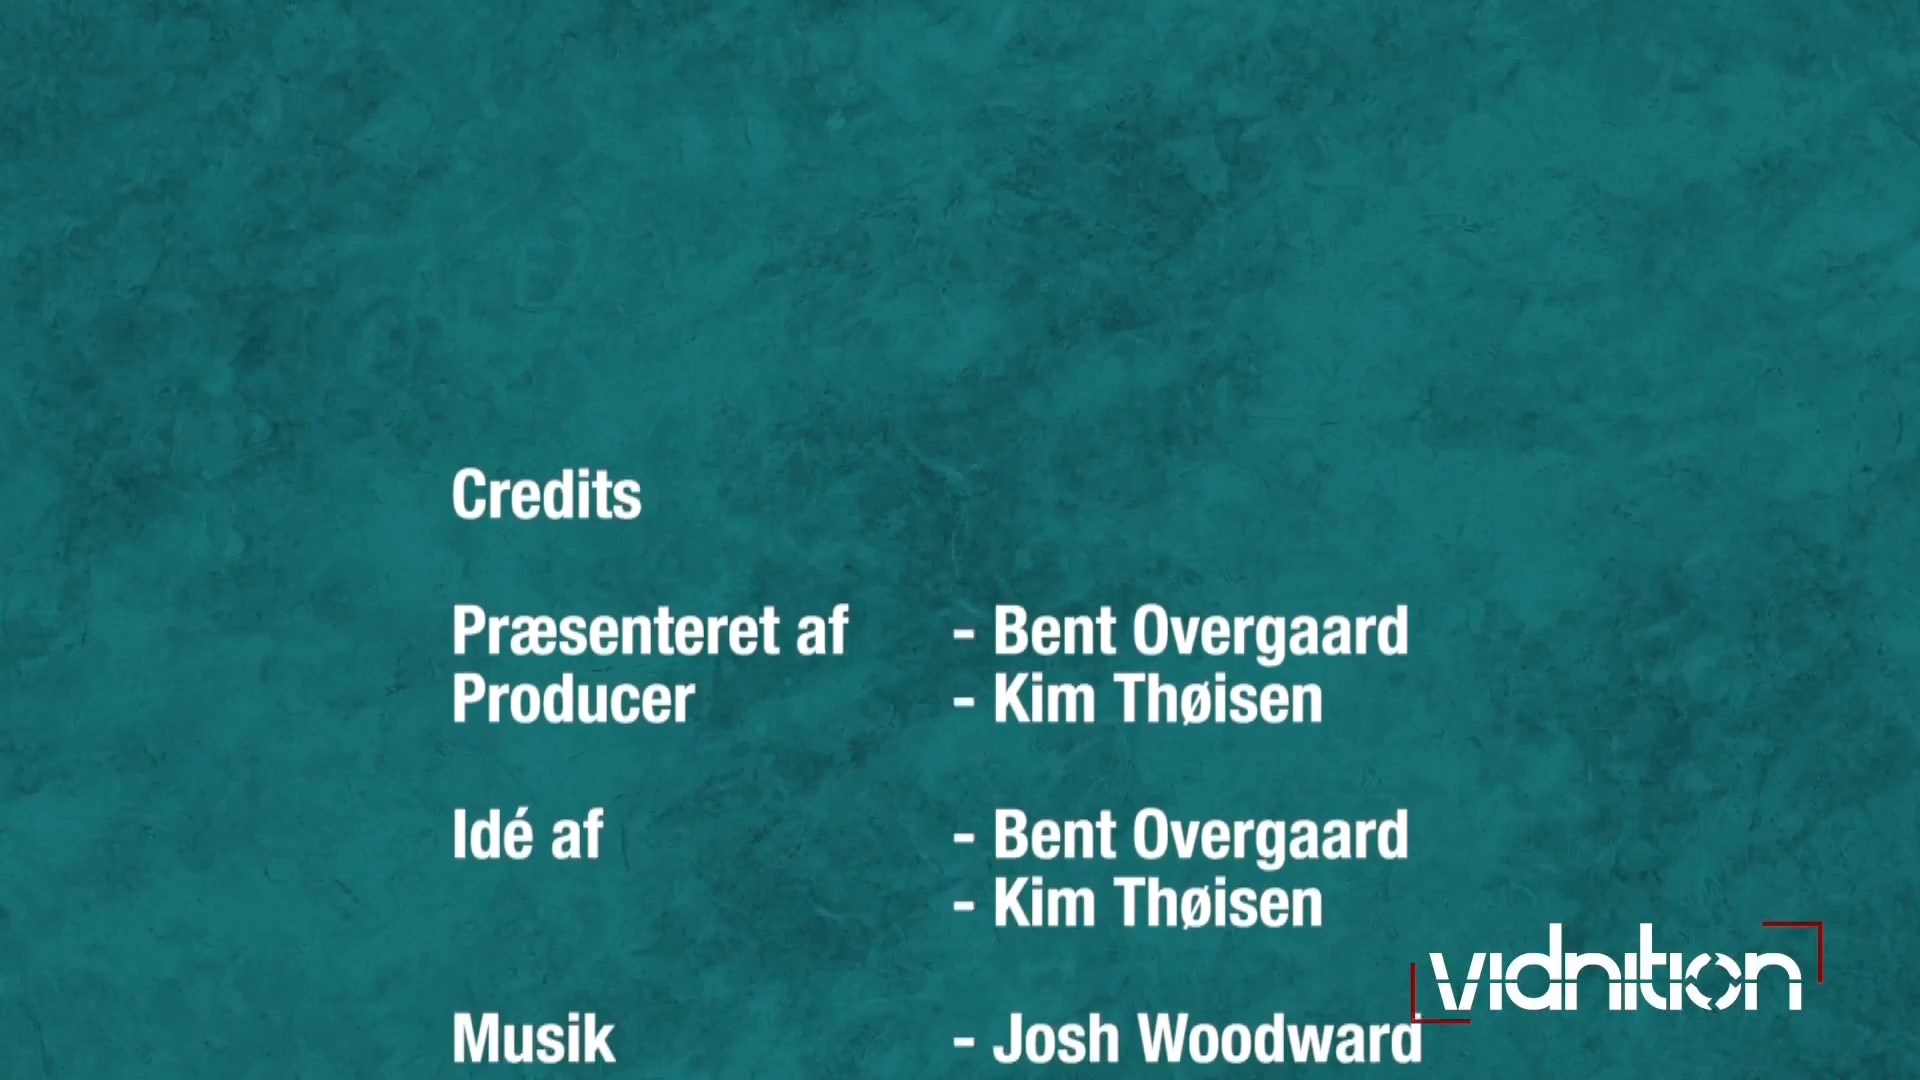 Credits
Præsenteret af - Bent Overgaard
Producer - Kim Thøisen
Idé af - Bent Overgaard
- Kim Thøisen
vidnition
Musik - Josh Woodward